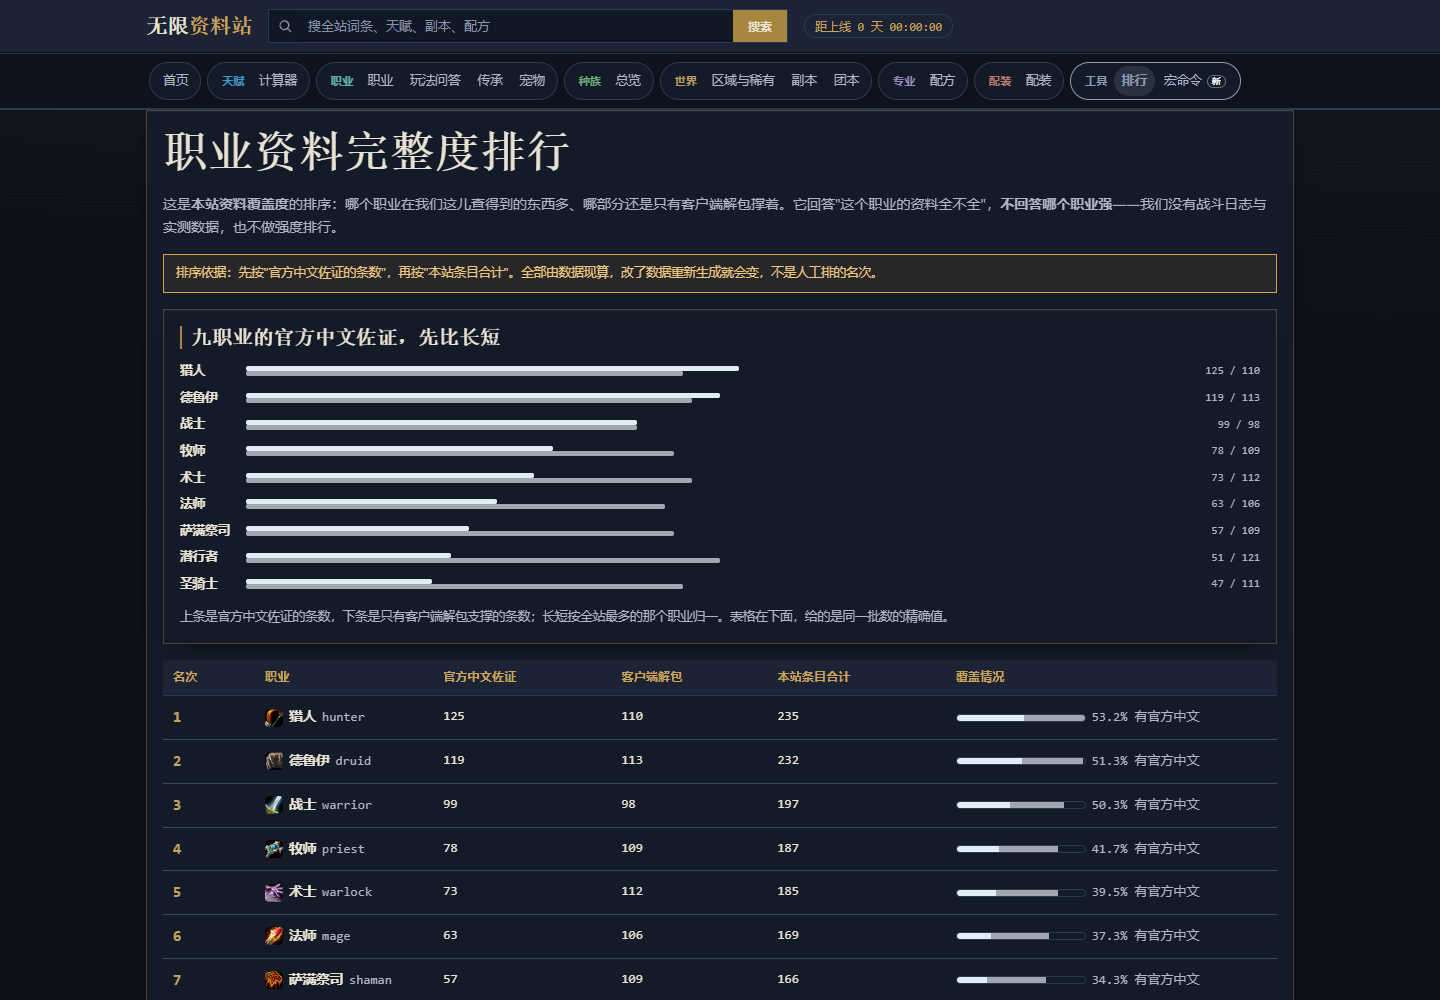 无限资料站
搜全站词条、天赋、副本、配方
搜索
距上线 0 天 00:00:00
首页
天赋 计算器
职业 职业 玩法问答 传承 宠物
种族 总览
世界 区域与稀有 副本 团本
专业 配方
配装 配装
工具 排行 宏命令 新
职业资料完整度排行
这是本站资料覆盖度的排序：哪个职业在我们这儿查得到的东西多、哪部分还是只有客户端解包撑着。它回答"这个职业的资料全不全"，不回答哪个职业强——我们没有战斗日志与
实测数据，也不做强度排行。
排序依据：先按"官方中文佐证的条数"，再按"本站条目合计"。全部由数据现算，改了数据重新生成就会变，不是人工排的名次。
九职业的官方中文佐证，先比长短
猎人 125 / 110
德鲁伊 119 / 113
战士 99 / 98
牧师 78 / 109
术士 73 / 112
法师 63 / 106
萨满祭司 57 / 109
潜行者 51 / 121
圣骑士 47 / 111
上条是官方中文佐证的条数，下条是只有客户端解包支撑的条数；长短按全站最多的那个职业归一。表格在下面，给的是同一批数的精确值。
名次 职业 官方中文佐证 客户端解包 本站条目合计 覆盖情况
1 猎人 hunter 125 110 235 53.2% 有官方中文
2 德鲁伊 druid 119 113 232 51.3% 有官方中文
3 战士 warrior 99 98 197 50.3% 有官方中文
4 牧师 priest 78 109 187 41.7% 有官方中文
5 术士 warlock 73 112 185 39.5% 有官方中文
6 法师 mage 63 106 169 37.3% 有官方中文
7 萨满祭司 shaman 57 109 166 34.3% 有官方中文